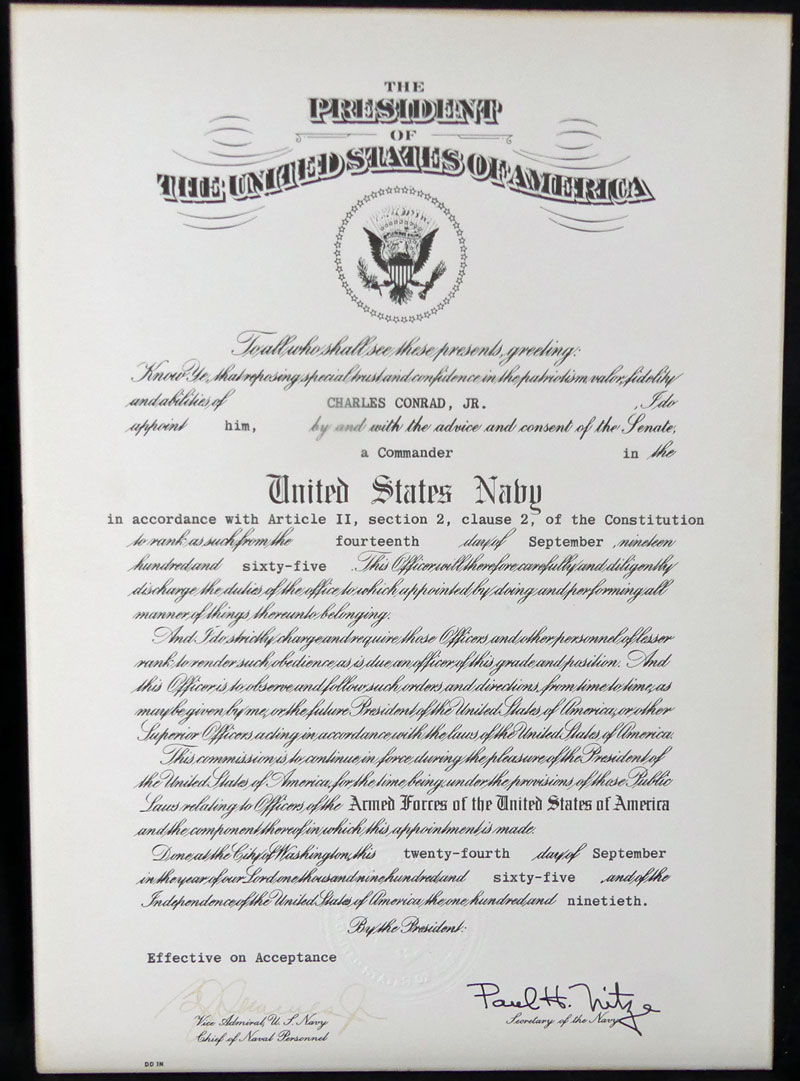 THE
PRESIDENT
OF
THE UNITED STATES OF AMERICA
To all who shall see these presents, greeting:
Know Ye, that reposing special trust and confidence in the patriotism, valor, fidelity
and abilities of CHARLES CONRAD, JR. , I do
appoint him, by and with the advice and consent of the Senate,
a Commander in the
United States Navy
in accordance with Article II, section 2, clause 2, of the Constitution
to rank as such from the fourteenth day of September , nineteen
hundred and sixty-five . This Officer will therefore carefully and diligently
discharge the duties of the office to which appointed by doing and performing all
manner of things thereunto belonging.
And I do strictly charge and require those Officers and other personnel of lesser
rank to render such obedience as is due an officer of this grade and position. And
this Officer is to observe and follow such orders and directions, from time to time, as
may be given by me, or the future President of the United States of America, or other
Superior Officers acting in accordance with the laws of the United States of America.
This commission is to continue in force during the pleasure of the President of
the United States of America, for the time being, under the provisions of those Public
Laws relating to Officers of the Armed Forces of the United States of America
and the component thereof in which this appointment is made.
Done at the City of Washington, this twenty-fourth day of September
in the year of our Lord one thousand nine hundred and sixty-five , and of the
Independence of the United States of America the one hundred and ninetieth.
By the President:
Effective on Acceptance
Paul H. Nitze
Vice Admiral, U. S. Navy
Chief of Naval Personnel
Secretary of the Navy
DD 1N